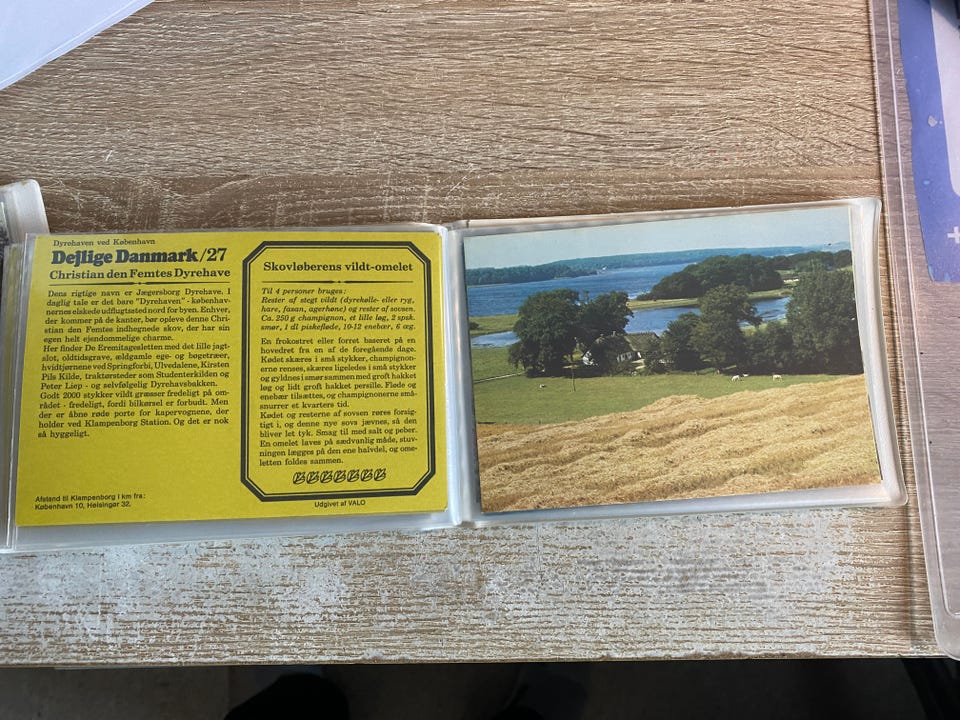 Dyrehaven ved København
Dejlige Danmark/27
Christian den Femtes Dyrehave
Dens rigtige navn er Jægersborg Dyrehave. I
daglig tale er det bare "Dyrehaven" - københav-
nernes elskede udflugtssted nord for byen. Enhver,
der kommer på de kanter, bør opleve denne Chri-
stian den Femtes indhegnede skov, der har sin
egen helt ejendommelige charme.
Her finder De Eremitagesletten med det lille jagt-
slot, oldtidsgrave, ældgamle ege- og bøgetræer,
hvidtjørnene ved Springforbi, Ulvedalene, Kirsten
Pils Kilde, traktørsteder som Studenterkilden og
Peter Liep - og selvfølgelig Dyrehavsbakken.
Godt 2000 stykker vildt græsser fredeligt på om-
rådet - fredeligt, fordi bilkørsel er forbudt. Men
der er åbne røde porte for kapervognene, der
holder ved Klampenborg Station. Og det er nok
så hyggeligt.
Afstand til Klampenborg i km fra:
København 10, Helsingør 32.
Skovløberens vildt-omelet
Til 4 personer bruges:
Rester af stegt vildt (dyrekølle- eller ryg,
hare, fasan, agerhøne) og rester af sovsen.
Ca. 250 g champignon, et lille løg, 2 spsk.
smør, 1 dl piskefløde, 10-12 enebær, 6 æg.
En frokostret eller forret baseret på en
hovedret fra en af de foregående dage.
Kødet skæres i små stykker, champignon-
erne renses, skæres ligeledes i små stykker
og gyldnes i smør sammen med groft hakket
løg og lidt groft hakket persille. Fløde og
enebær tilsættes, og champignonerne små-
snurrer et kvarters tid.
Kødet og resterne af sovsen røres forsig-
tigt i, og denne nye sovs jævnes, så den
bliver let tyk. Smag til med salt og peber.
En omelet laves på sædvanlig måde, stuv-
ningen lægges på den ene halvdel, og ome-
letten foldes sammen.
Udgivet af VALO